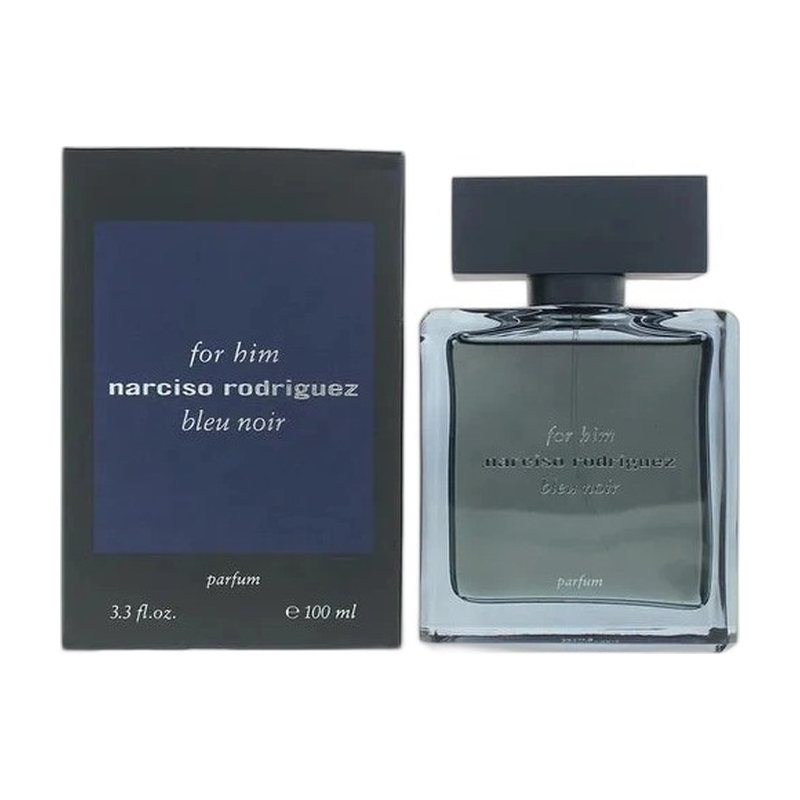 for him
narciso rodriguez
bleu noir
parfum
3.3 fl.oz.
℮ 100 ml
for him
narciso rodriguez
bleu noir
parfum